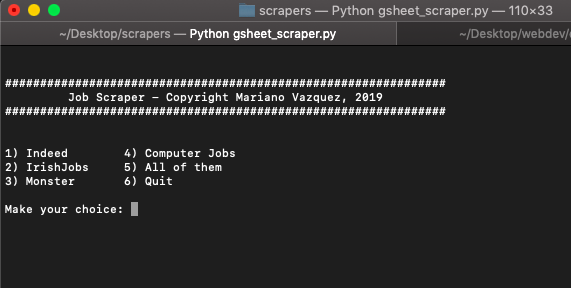 scrapers — Python gsheet_scraper.py — 110×33
~/Desktop/scrapers — Python gsheet_scraper.py
~/Desktop/webdev/
###############################################################
Job Scraper - Copyright Mariano Vazquez, 2019
###############################################################
1) Indeed 4) Computer Jobs
2) IrishJobs 5) All of them
3) Monster 6) Quit
Make your choice: